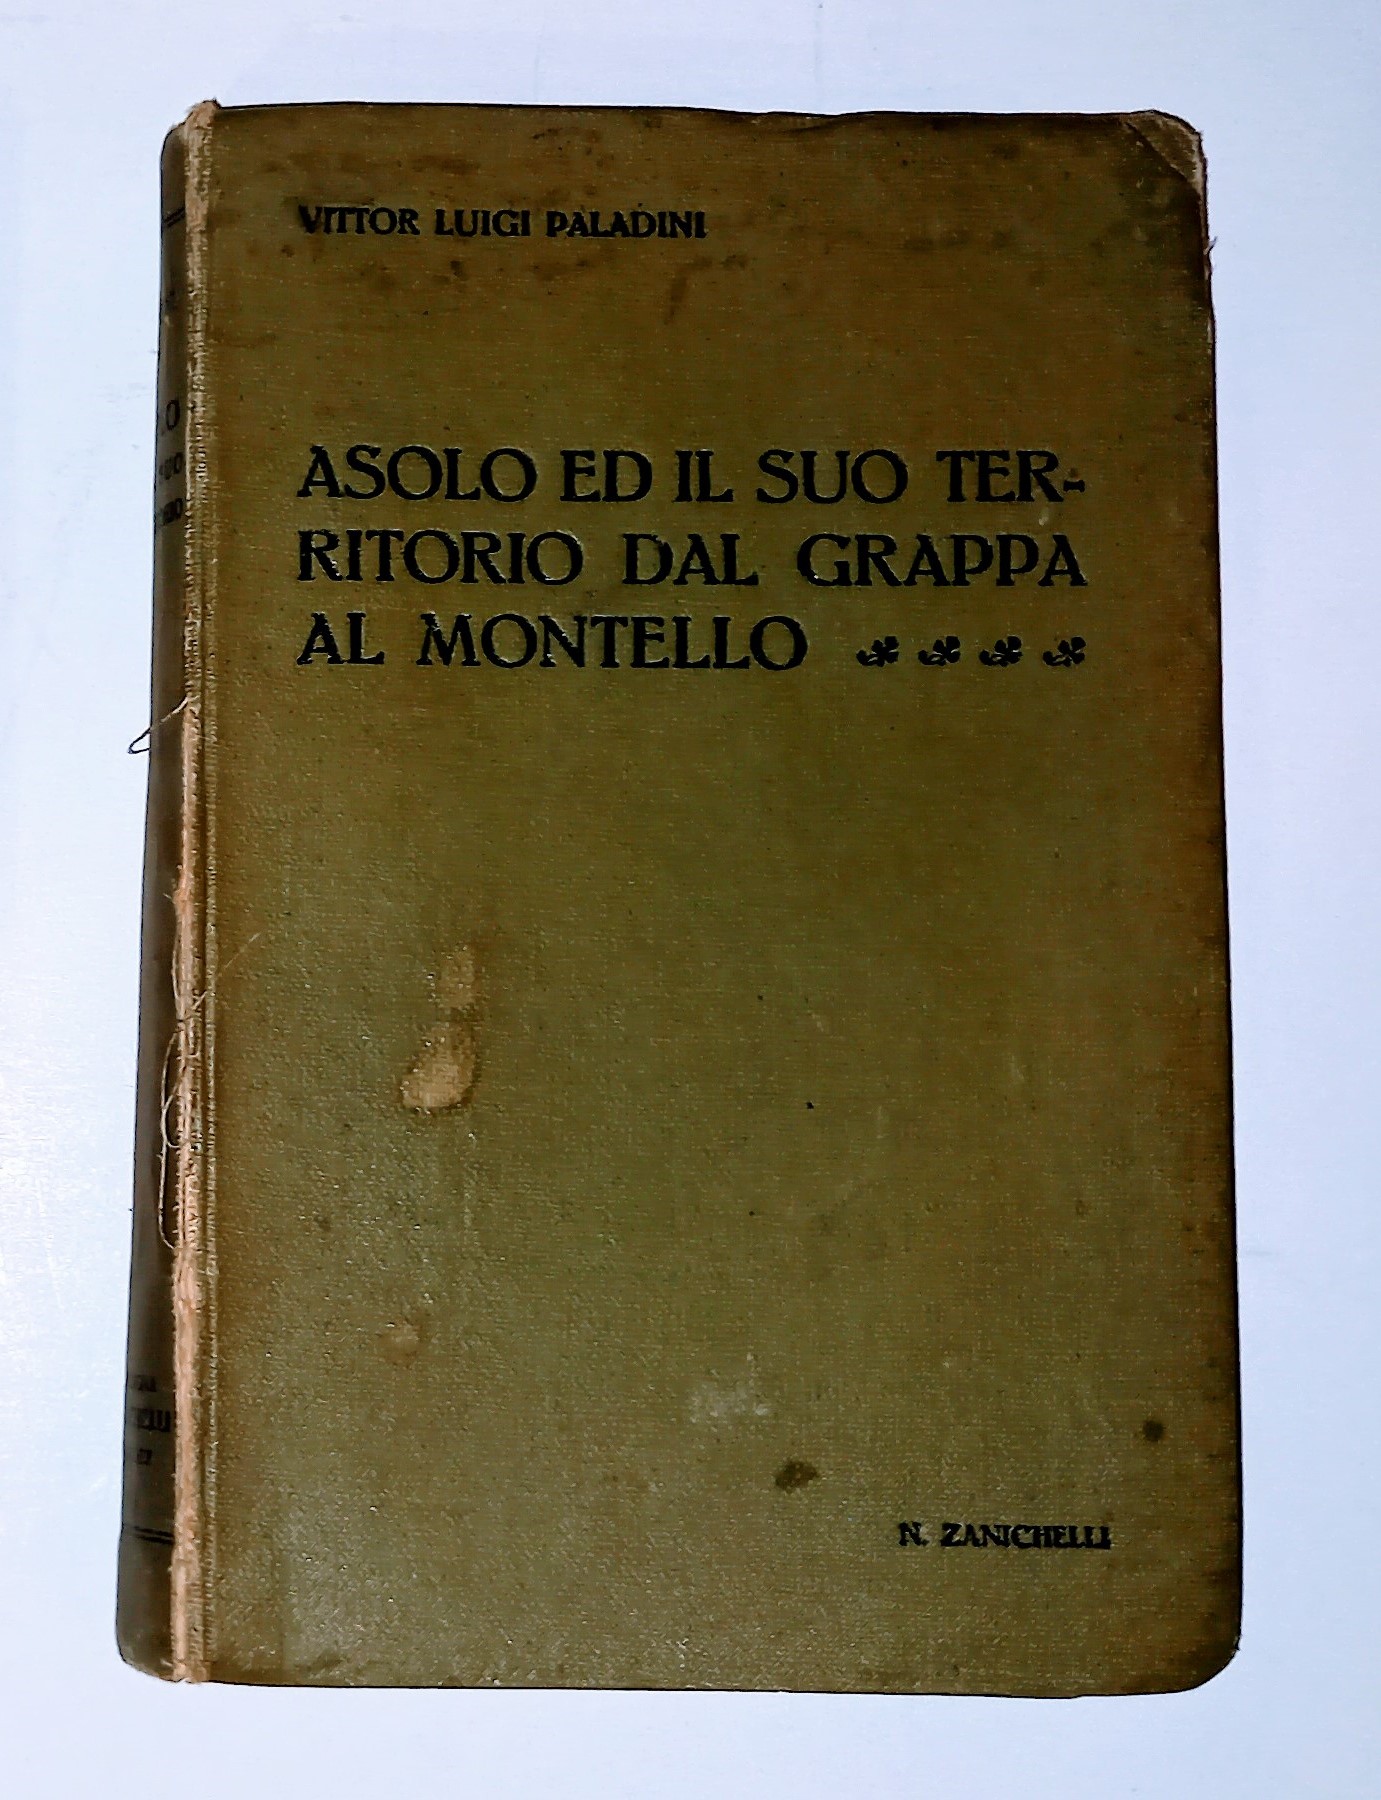 VITTOR LUIGI PALADINI
ASOLO ED IL SUO TER-
RITORIO DAL GRAPPA
AL MONTELLO
N. ZANICHELLI